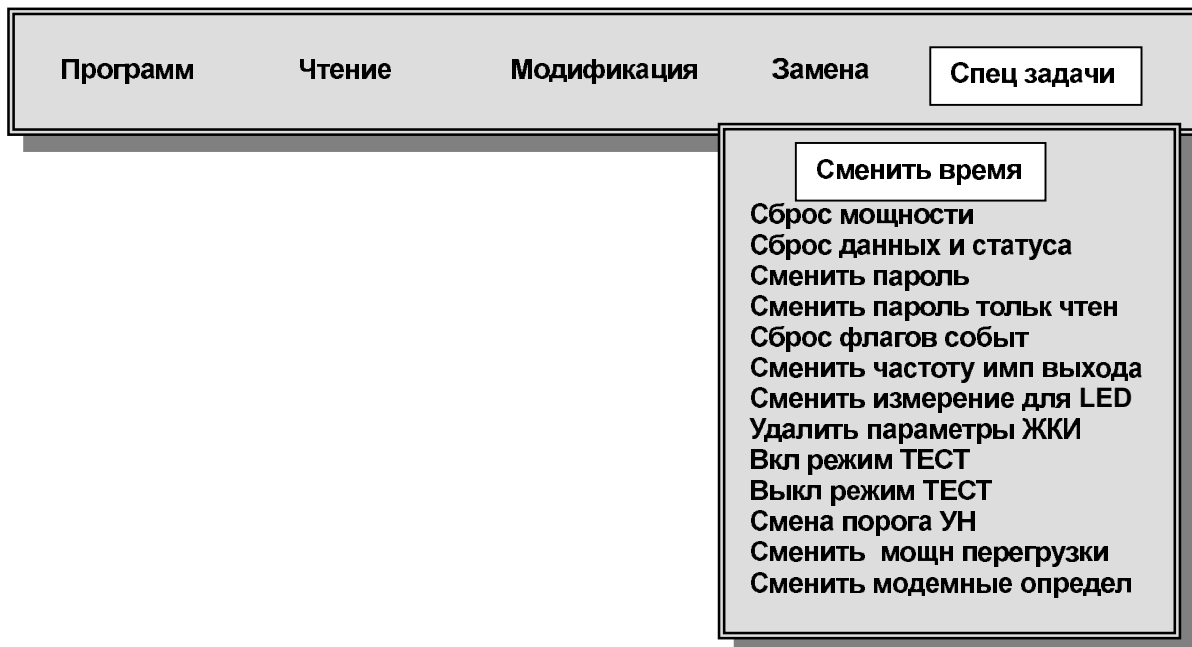 Программ Чтение Модификация Замена Спец задачи
Сменить время
Сброс мощности
Сброс данных и статуса
Сменить пароль
Сменить пароль тольк чтен
Сброс флагов событ
Сменить частоту имп выхода
Сменить измерение для LED
Удалить параметры ЖКИ
Вкл режим ТЕСТ
Выкл режим ТЕСТ
Смена порога УН
Сменить  мощн перегрузки
Сменить модемные определ